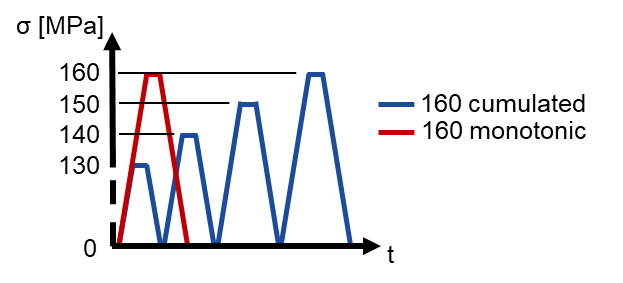 σ [MPa]
160
150
140
130
0
t
160 cumulated
160 monotonic